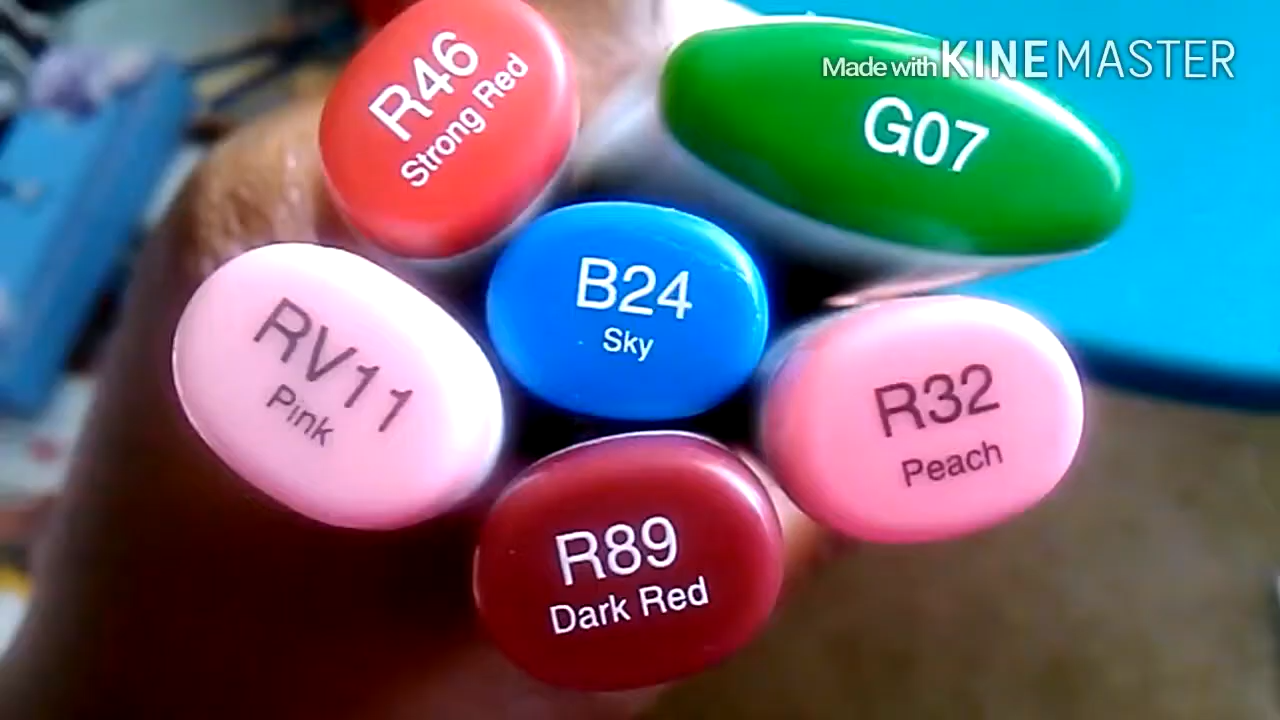 R46
Strong Red
Made with KINEMASTER
G07
B24
Sky
RV11
Pink
R32
Peach
R89
Dark Red